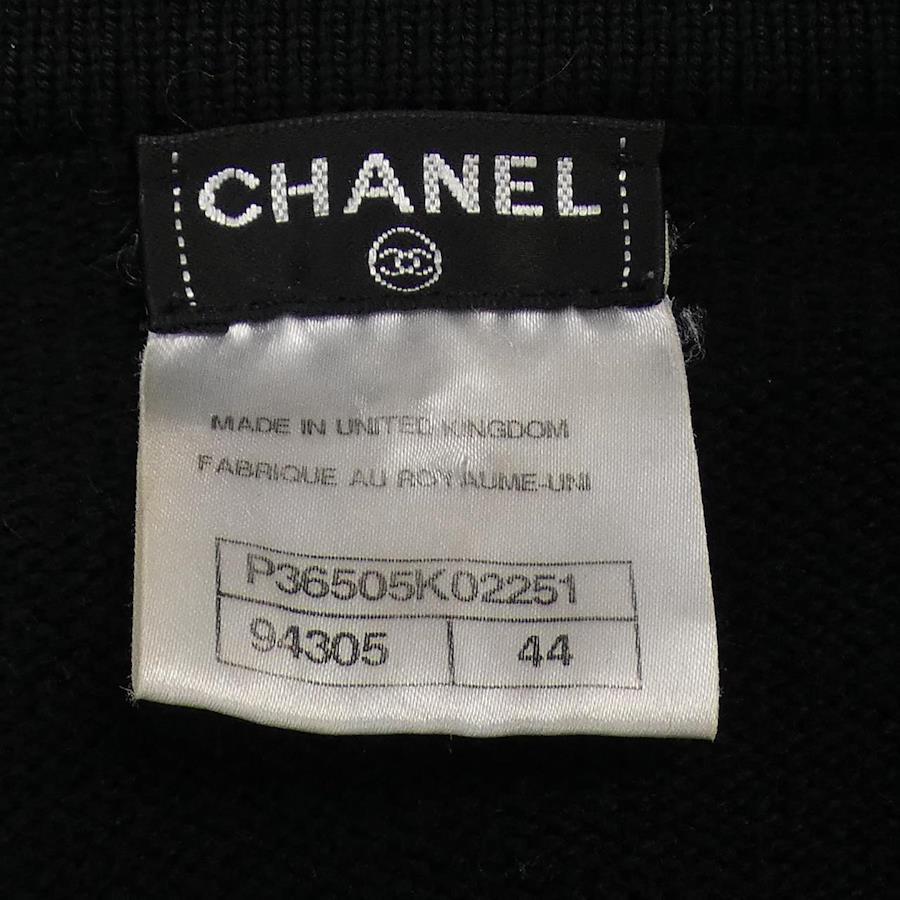 CHANEL
MADE IN UNITED KINGDOM
FABRIQUE AU ROYAUME-UNI
P36505K02251
94305 44